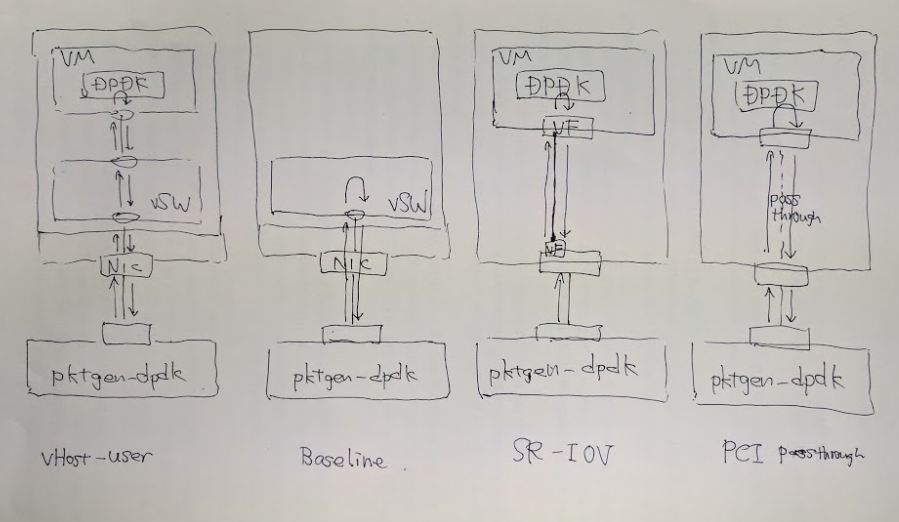 VM
DPDK
vSW
NIC
pktgen-dpdk
vHost-user
vSW
NIC
pktgen-dpdk
Baseline.
VM
DPDK
VF
VF
pktgen-dpdk
SR-IOV
VM
DPDK
pass
through
pktgen-dpdk
PCI passthrough